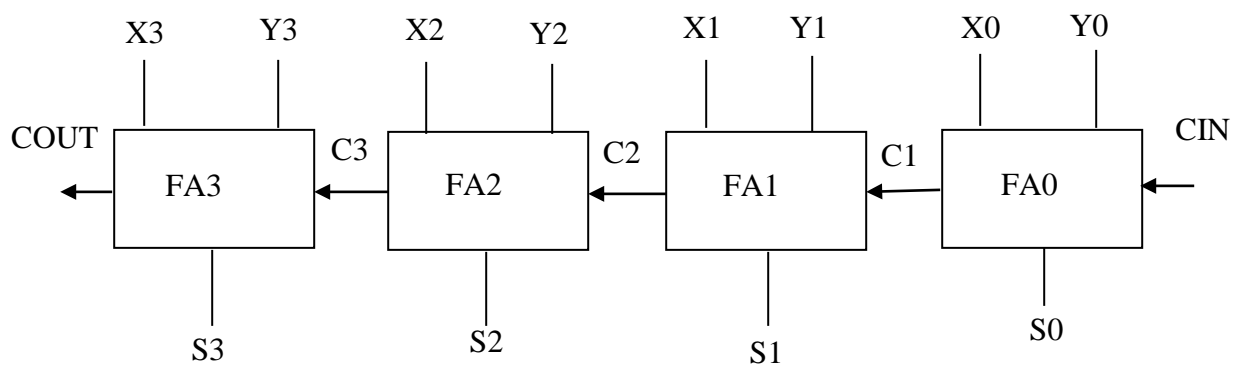 X3 Y3 X2 Y2 X1 Y1 X0 Y0
COUT C3 C2 C1 CIN
FA3 FA2 FA1 FA0
S3 S2 S1 S0